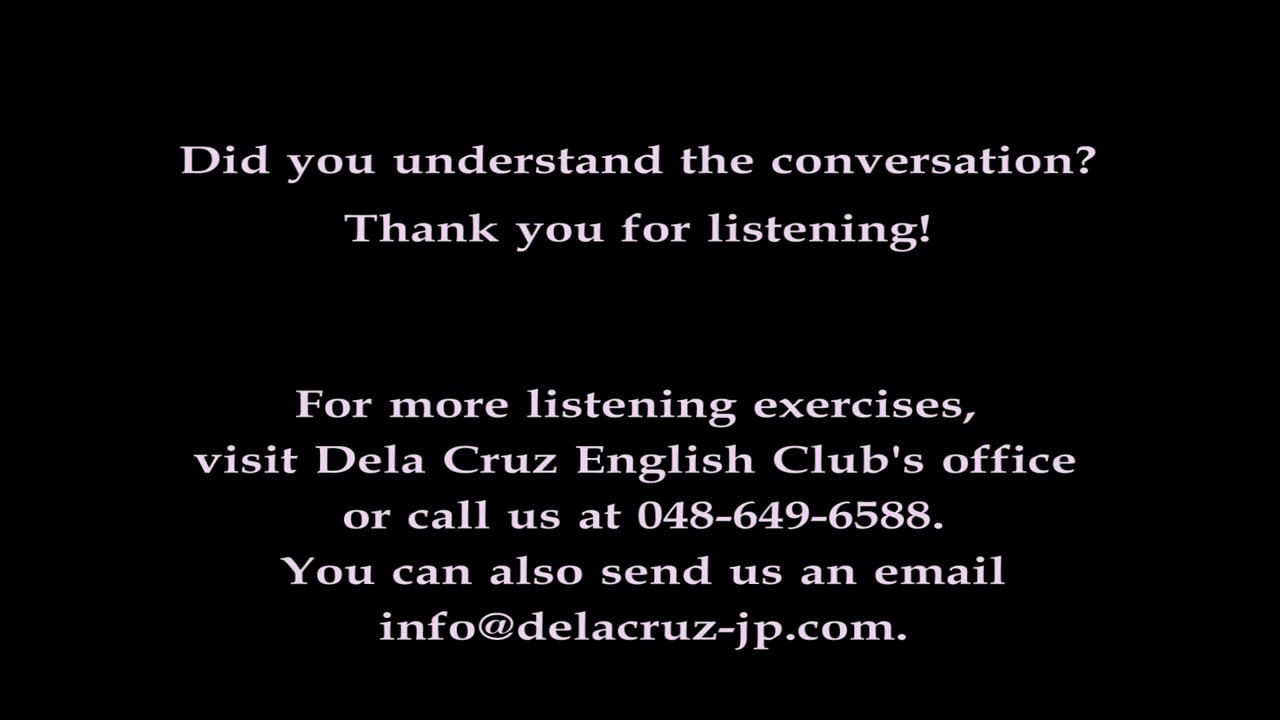 Did you understand the conversation?
Thank you for listening!
For more listening exercises,
visit Dela Cruz English Club's office
or call us at 048-649-6588.
You can also send us an email
info@delacruz-jp.com.